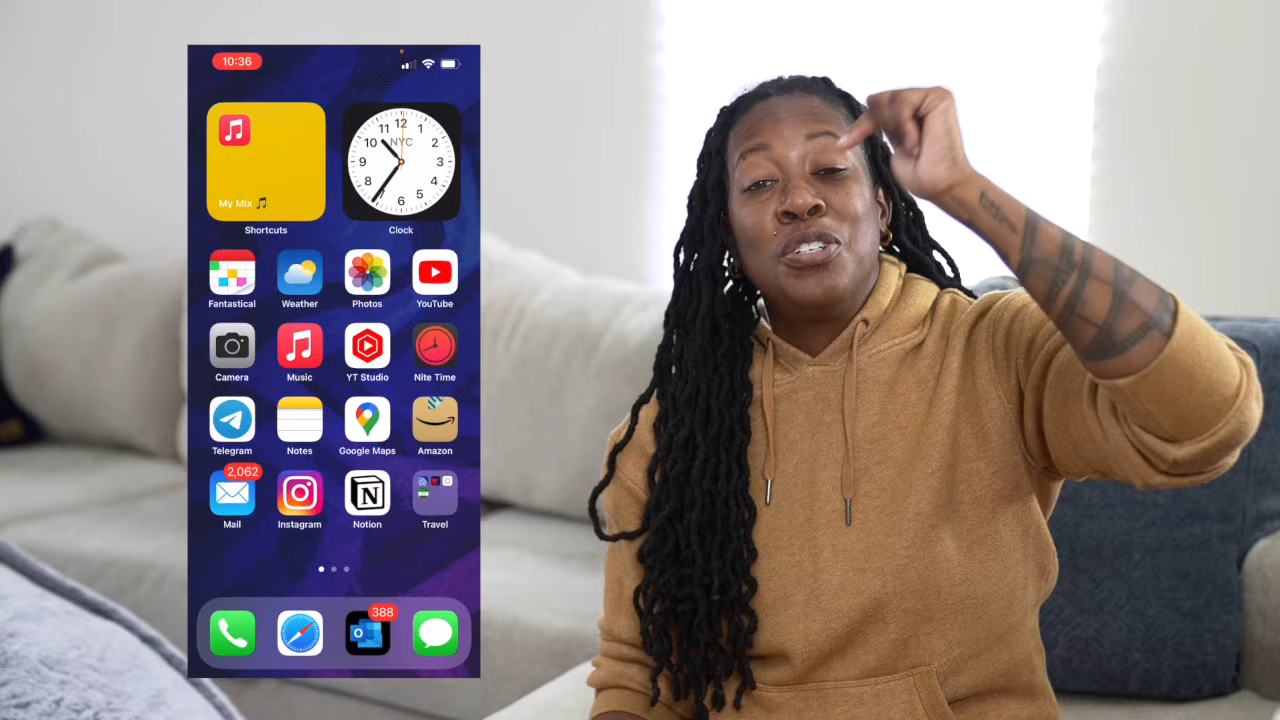 10:36
My Mix 🎵
Shortcuts
11 12 1
10 NYC 2
9 3
8 4
7 6 5
Clock
Fantastical Weather Photos YouTube
Camera Music YT Studio Nite Time
Telegram Notes Google Maps Amazon
2,062
N
Mail Instagram Notion Travel
388
O